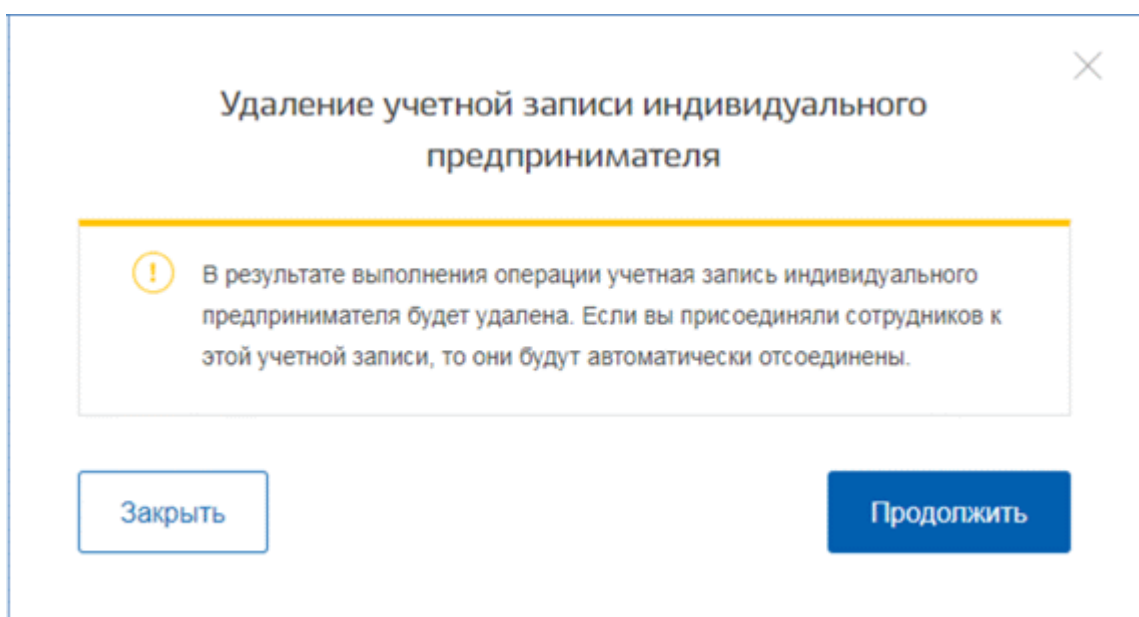 Удаление учетной записи индивидуального
предпринимателя
В результате выполнения операции учетная запись индивидуального
предпринимателя будет удалена. Если вы присоединяли сотрудников к
этой учетной записи, то они будут автоматически отсоединены.
Закрыть
Продолжить